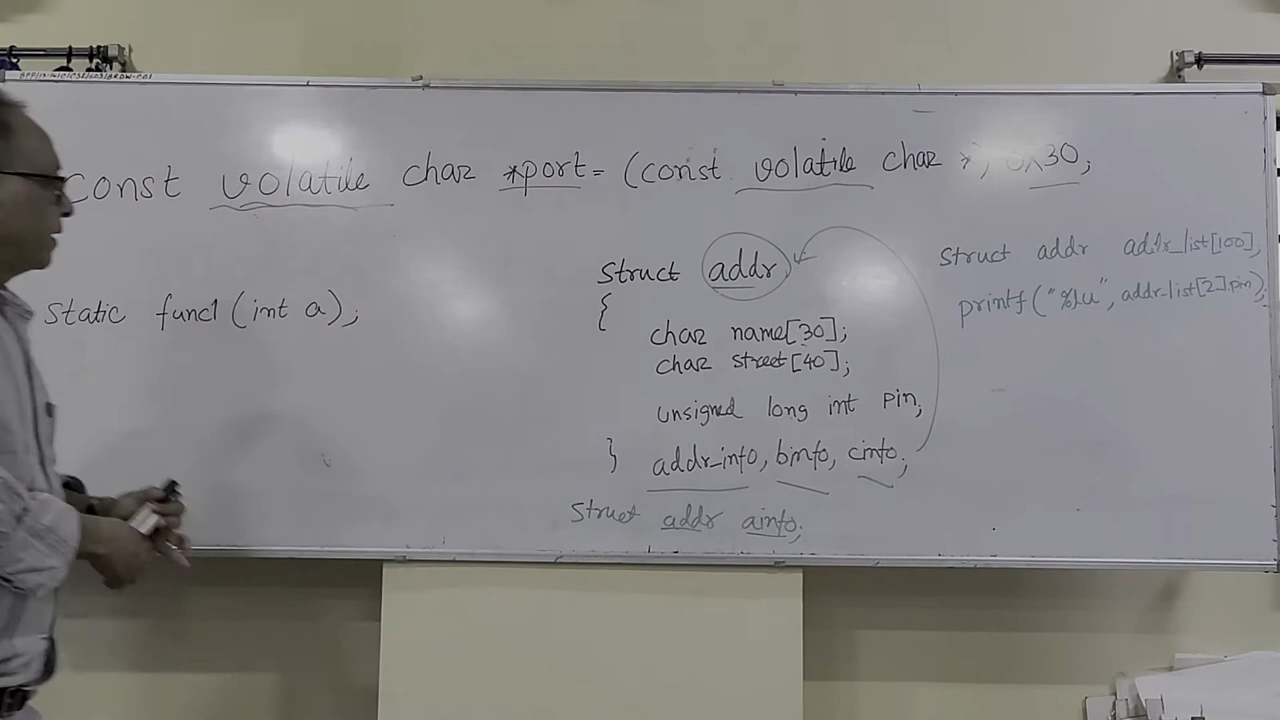 const volatile char *port = (const volatile char *) 0x30;
static func1 (int a);
struct addr
{
char name[30];
char street[40];
unsigned long int pin;
} addr_info, binfo, cinfo;
struct addr ainfo;
struct addr addr_list[100],
printf("%lu", addr_list[2].pin);